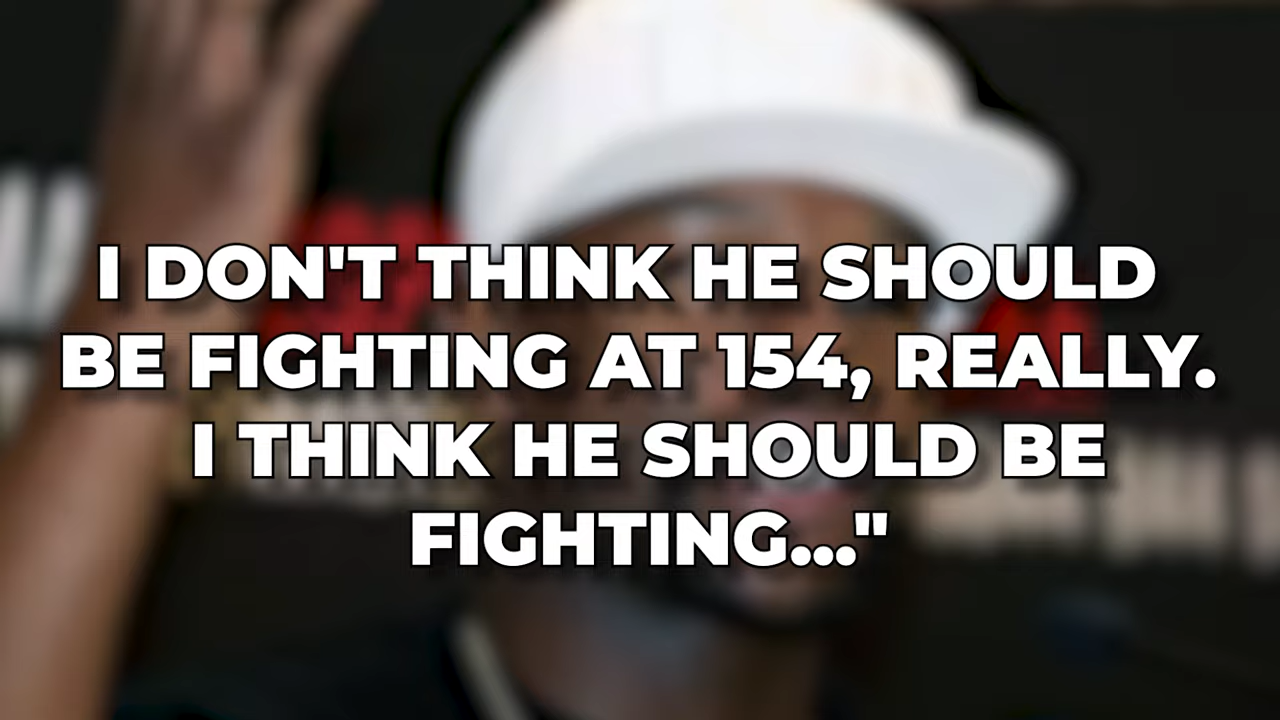 I DON'T THINK HE SHOULD
BE FIGHTING AT 154, REALLY.
I THINK HE SHOULD BE
FIGHTING..."